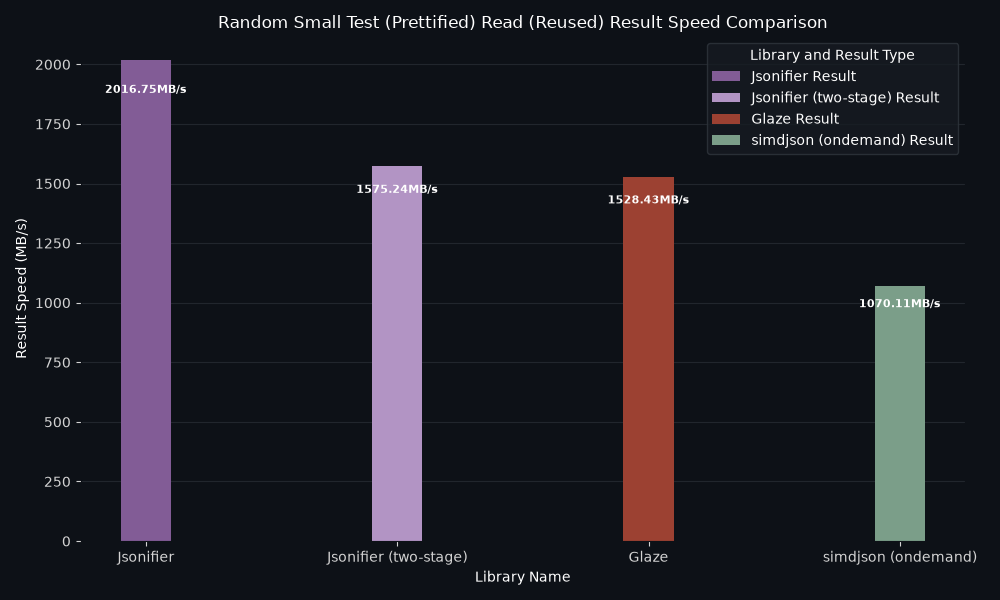 Random Small Test (Prettified) Read (Reused) Result Speed Comparison
Library and Result Type
Jsonifier Result
Jsonifier (two-stage) Result
Glaze Result
simdjson (ondemand) Result
Result Speed (MB/s)
2000
1750
1500
1250
1000
750
500
250
0
2016.75MB/s
1575.24MB/s
1528.43MB/s
1070.11MB/s
Jsonifier
Jsonifier (two-stage)
Glaze
simdjson (ondemand)
Library Name